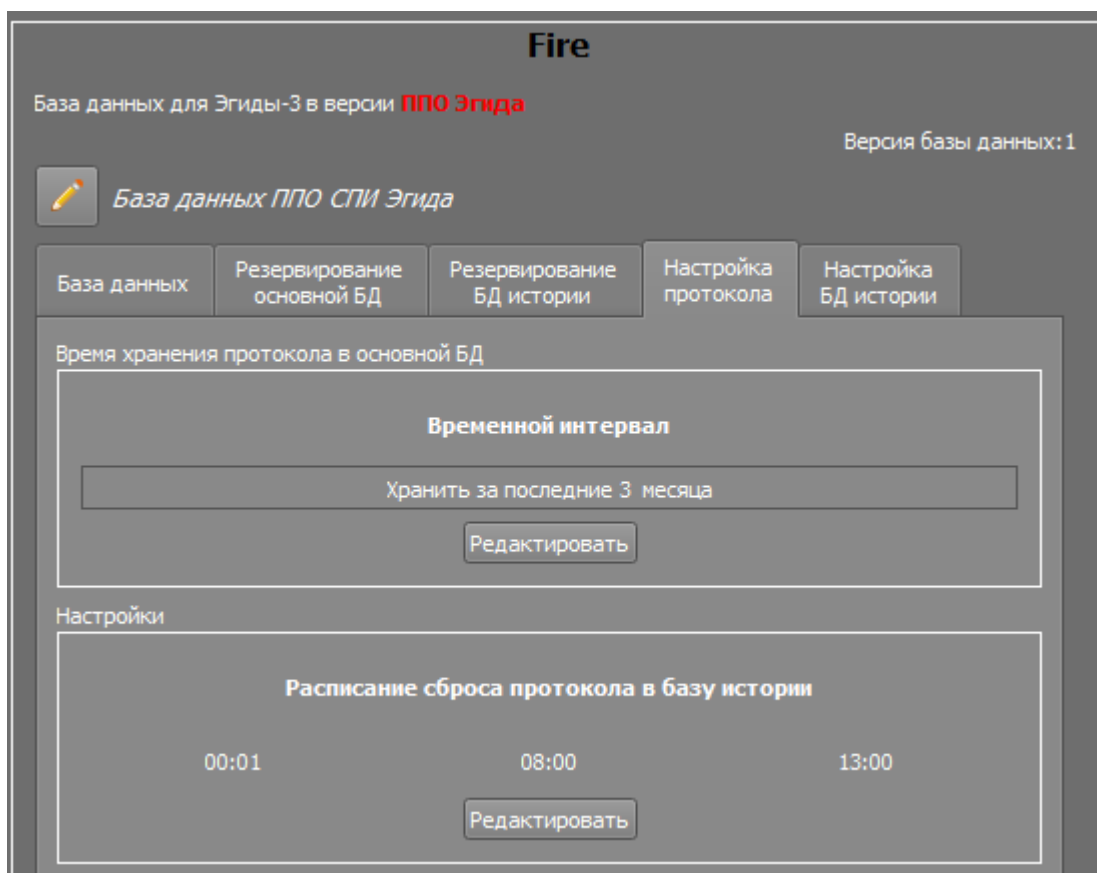 Fire
База данных для Эгиды-3 в версии ППО Эгида
Версия базы данных:1
База данных ППО СПИ Эгида
База данных
Резервирование
основной БД
Резервирование
БД истории
Настройка
протокола
Настройка
БД истории
Время хранения протокола в основной БД
Временной интервал
Хранить за последние 3 месяца
Редактировать
Настройки
Расписание сброса протокола в базу истории
00:01 08:00 13:00
Редактировать